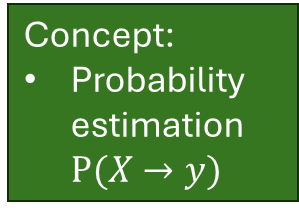 Concept:
• Probability
estimation
P(X → y)